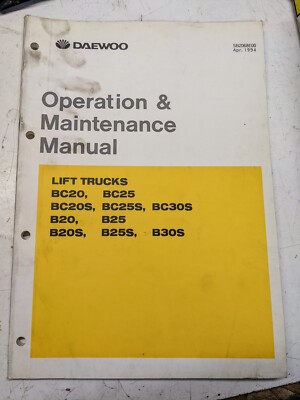 DAEWOO
Apr. 1994
Operation &
Maintenance
Manual
LIFT TRUCKS
BC20, BC25
BC20S, BC25S, BC30S
B20, B25
B20S, B25S, B30S